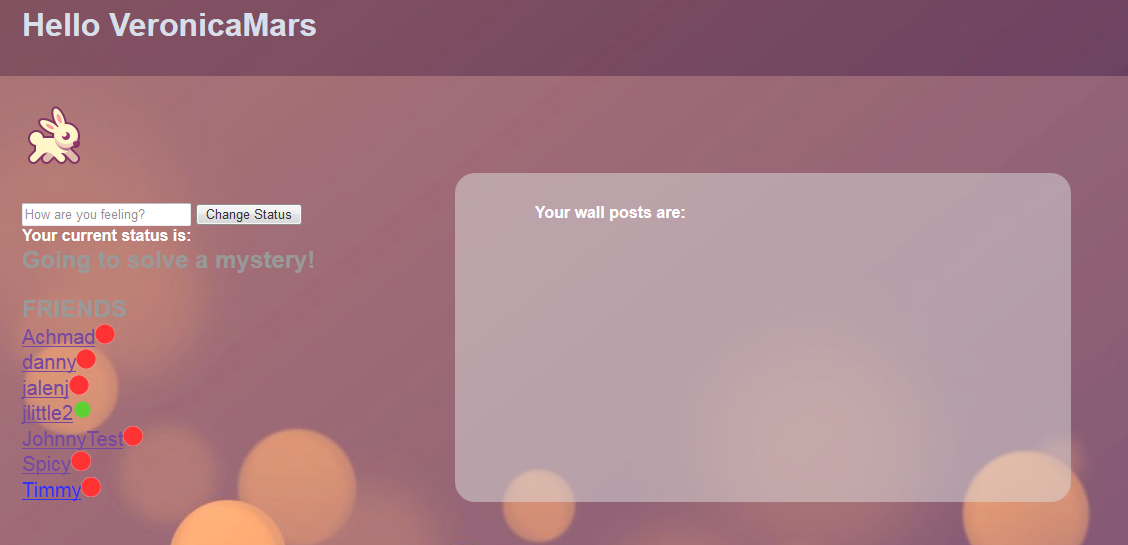 Hello VeronicaMars
How are you feeling?
Change Status
Your current status is:
Going to solve a mystery!
FRIENDS
Achmad
danny
jalenj
jlittle2
JohnnyTest
Spicy
Timmy
Your wall posts are: